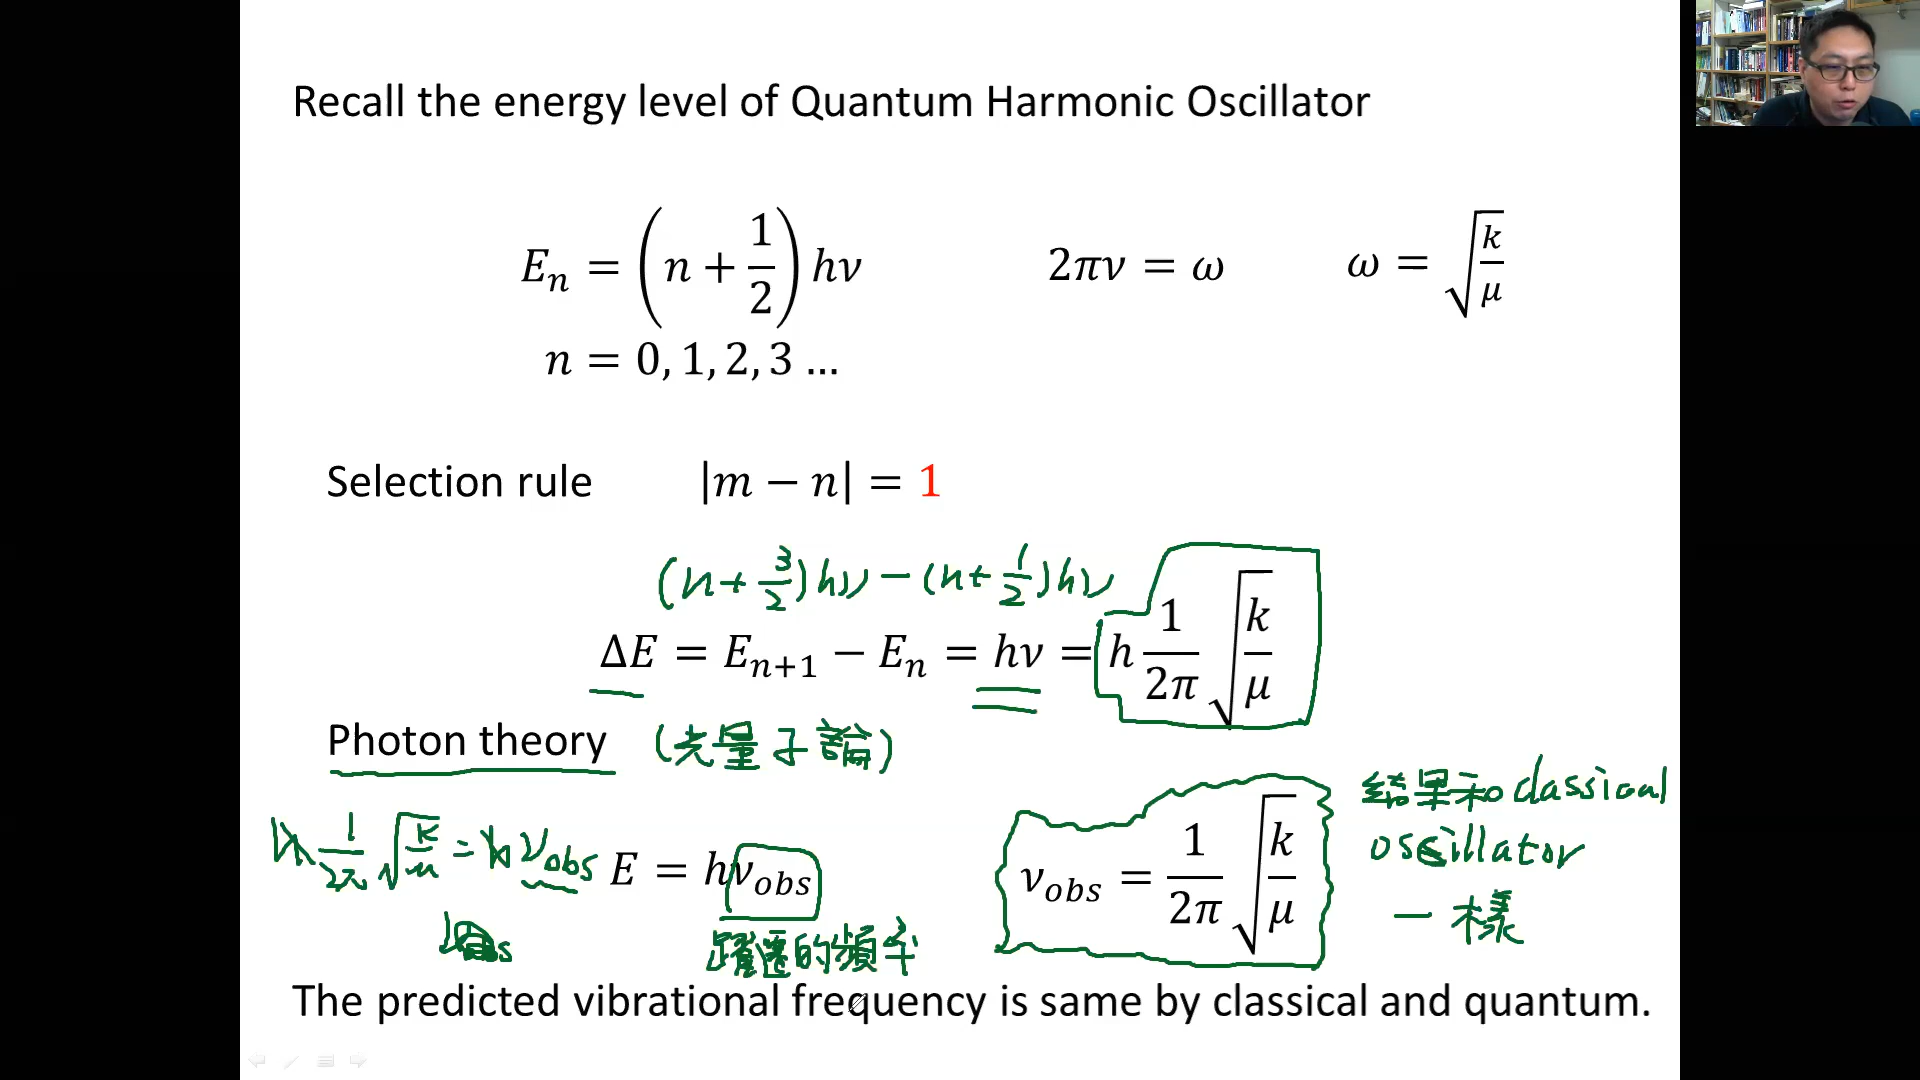 Recall the energy level of Quantum Harmonic Oscillator
Eₙ = (n + 1/2) hν 2πν = ω ω = √(k/μ)
n = 0, 1, 2, 3 …
Selection rule |m − n| = 1
(n + 3/2)hν − (n + 1/2)hν
ΔE = Eₙ₊₁ − Eₙ = hν = h 1/2π √(k/μ)
Photon theory (光量子論)
h 1/2π √(k/μ) = h ν_obs E = hν_obs ν_obs = 1/2π √(k/μ)
結果和 classical
oscillator
一樣
躍遷的頻率
The predicted vibrational frequency is same by classical and quantum.